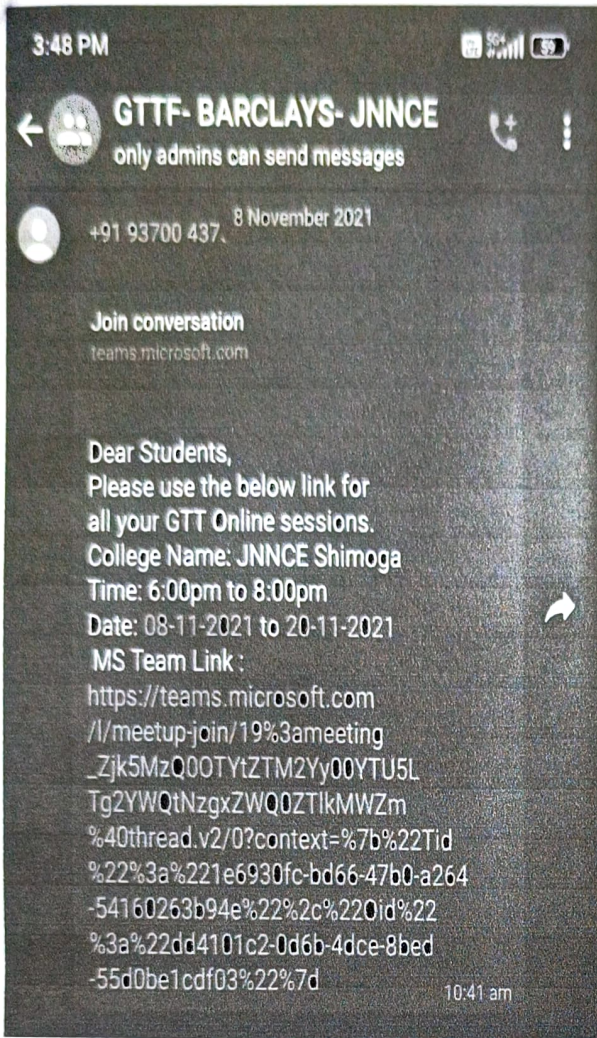 3:48 PM
59
GTTF- BARCLAYS- JNNCE
only admins can send messages
8 November 2021
+91 93700 437
Join conversation
teams.microsoft.com
Dear Students,
Please use the below link for
all your GTT Online sessions.
College Name: JNNCE Shimoga
Time: 6:00pm to 8:00pm
Date: 08-11-2021 to 20-11-2021
MS Team Link :
https://teams.microsoft.com
/l/meetup-join/19%3ameeting
_Zjk5MzQ0OTYtZTM2Yy00YTU5L
Tg2YWQtNzgxZWQ0ZTlkMWZm
%40thread.v2/0?context=%7b%22Tid
%22%3a%221e6930fc-bd66-47b0-a264
-54160263b94e%22%2c%22Oid%22
%3a%22dd4101c2-0d6b-4dce-8bed
-55d0be1cdf03%22%7d
10:41 am